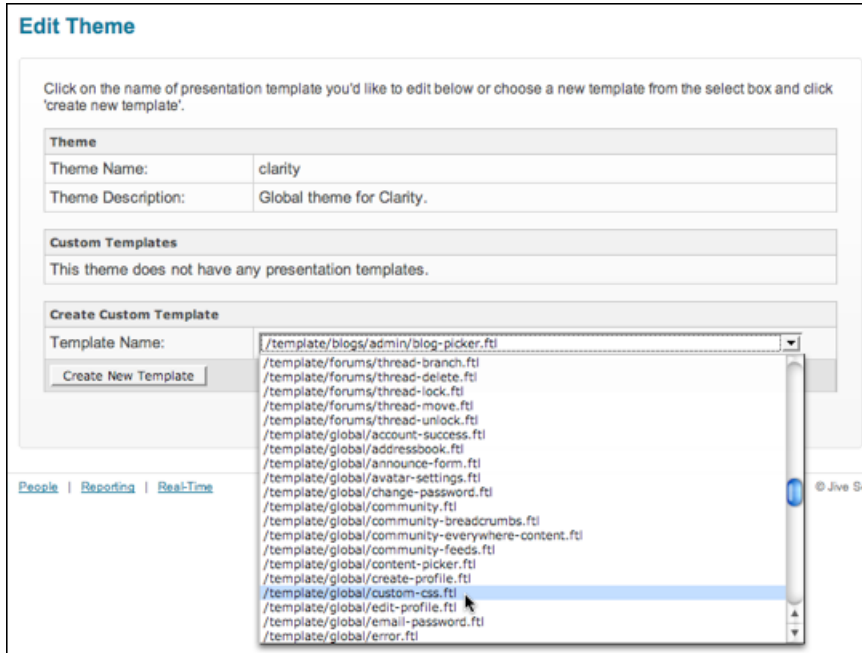 Edit Theme
Click on the name of presentation template you'd like to edit below or choose a new template from the select box and click
'create new template'.
Theme
Theme Name: clarity
Theme Description: Global theme for Clarity.
Custom Templates
This theme does not have any presentation templates.
Create Custom Template
Template Name: /template/blogs/admin/blog-picker.ftl
Create New Template
/template/forums/thread-branch.ftl
/template/forums/thread-delete.ftl
/template/forums/thread-lock.ftl
/template/forums/thread-move.ftl
/template/forums/thread-unlock.ftl
/template/global/account-success.ftl
/template/global/addressbook.ftl
/template/global/announce-form.ftl
/template/global/avatar-settings.ftl
/template/global/change-password.ftl
/template/global/community.ftl
/template/global/community-breadcrumbs.ftl
/template/global/community-everywhere-content.ftl
/template/global/community-feeds.ftl
/template/global/content-picker.ftl
/template/global/create-profile.ftl
/template/global/custom-css.ftl
/template/global/edit-profile.ftl
/template/global/email-password.ftl
/template/global/error.ftl
People | Reporting | Real-Time
© Jive S